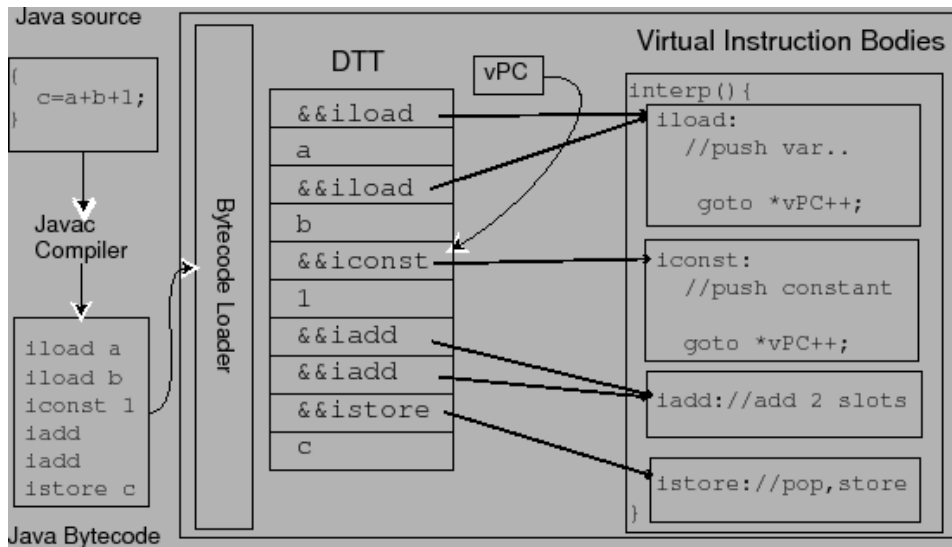 Java source
{
c=a+b+1;
}
Javac
Compiler
iload a
iload b
iconst 1
iadd
iadd
istore c
Java Bytecode
Bytecode Loader
DTT
&&iload
a
&&iload
b
&&iconst
1
&&iadd
&&iadd
&&istore
c
vPC
Virtual Instruction Bodies
interp(){
iload:
//push var..
goto *vPC++;
iconst:
//push constant
goto *vPC++;
iadd://add 2 slots
istore://pop,store
}